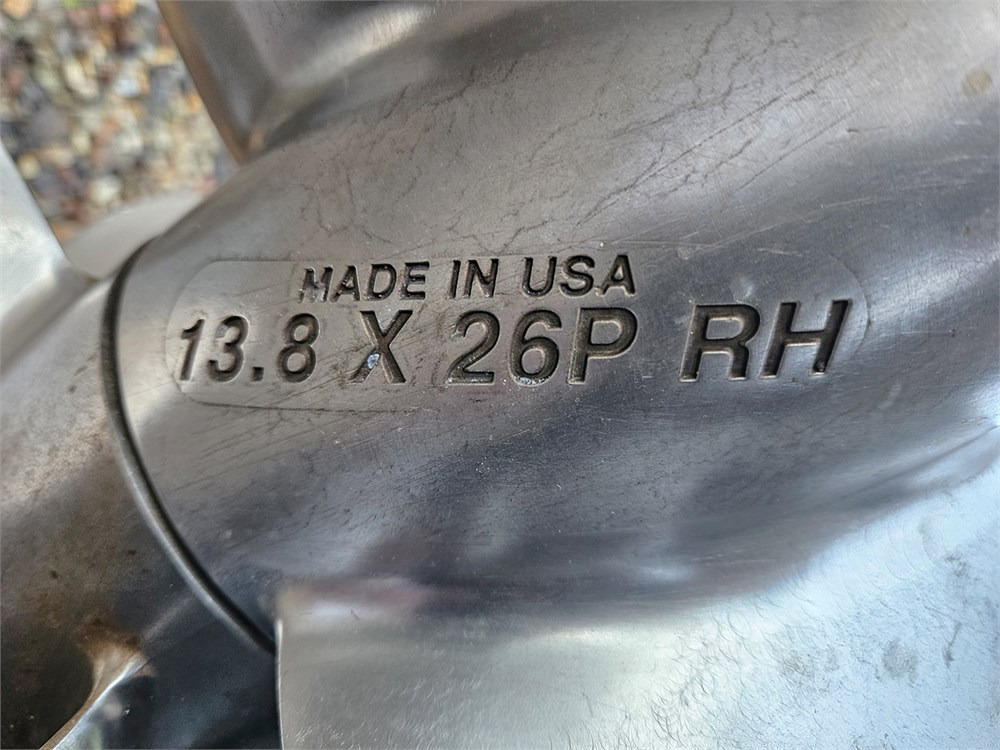 MADE IN USA
13.8 X 26P RH